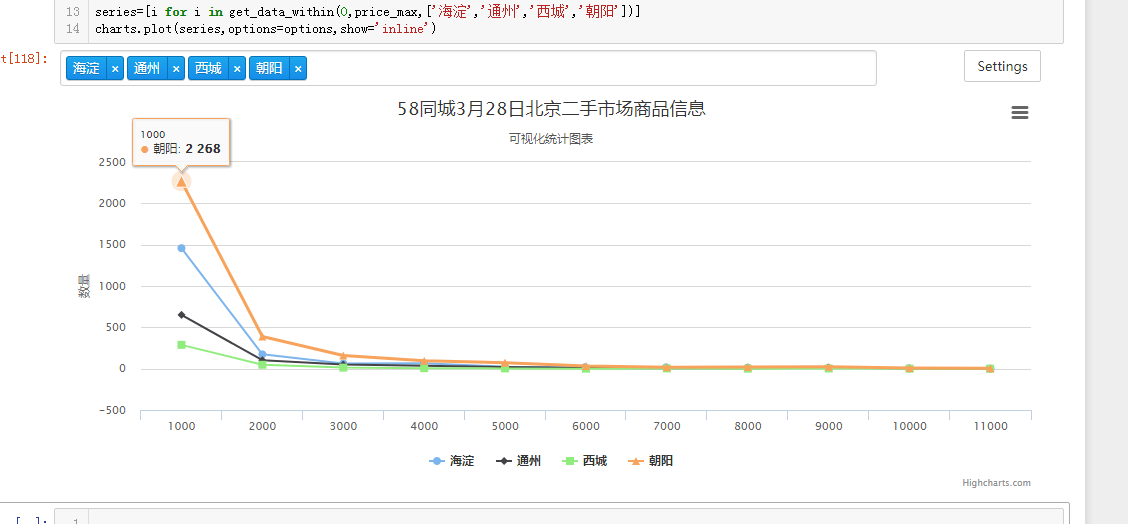 13 series=[i for i in get_data_within(0,price_max,['海淀','通州','西城','朝阳'])]
14 charts.plot(series,options=options,show='inline')
t[118]:
海淀 × 通州 × 西城 × 朝阳 ×
Settings
58同城3月28日北京二手市场商品信息
可视化统计图表
1000
朝阳: 2 268
数量
2500
2000
1500
1000
500
0
-500
1000 2000 3000 4000 5000 6000 7000 8000 9000 10000 11000
海淀 通州 西城 朝阳
Highcharts.com
[ ]:
1